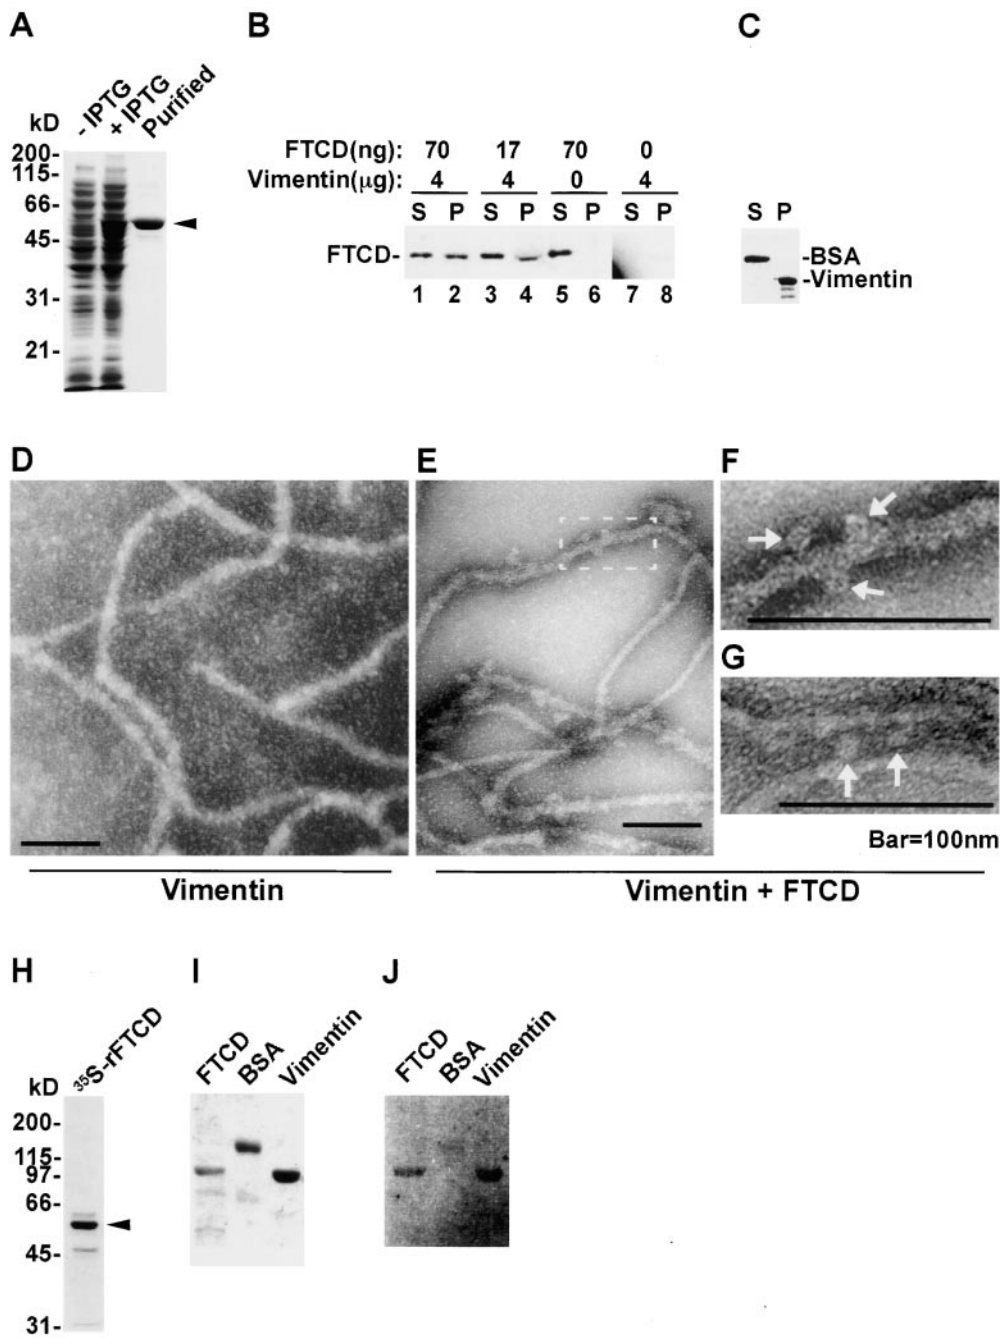 A
B
C
kD
- IPTG
+ IPTG
Purified
200-
115-
66-
45-
31-
21-
FTCD(ng): 70 17 70 0
Vimentin(μg): 4 4 0 4
S P S P S P S P
FTCD-
1 2 3 4 5 6 7 8
S P
-BSA
-Vimentin
D
E
F
G
Bar=100nm
Vimentin
Vimentin + FTCD
H
I
J
kD
³⁵S-rFTCD
200-
115-
97-
66-
45-
31-
FTCD
BSA
Vimentin
FTCD
BSA
Vimentin